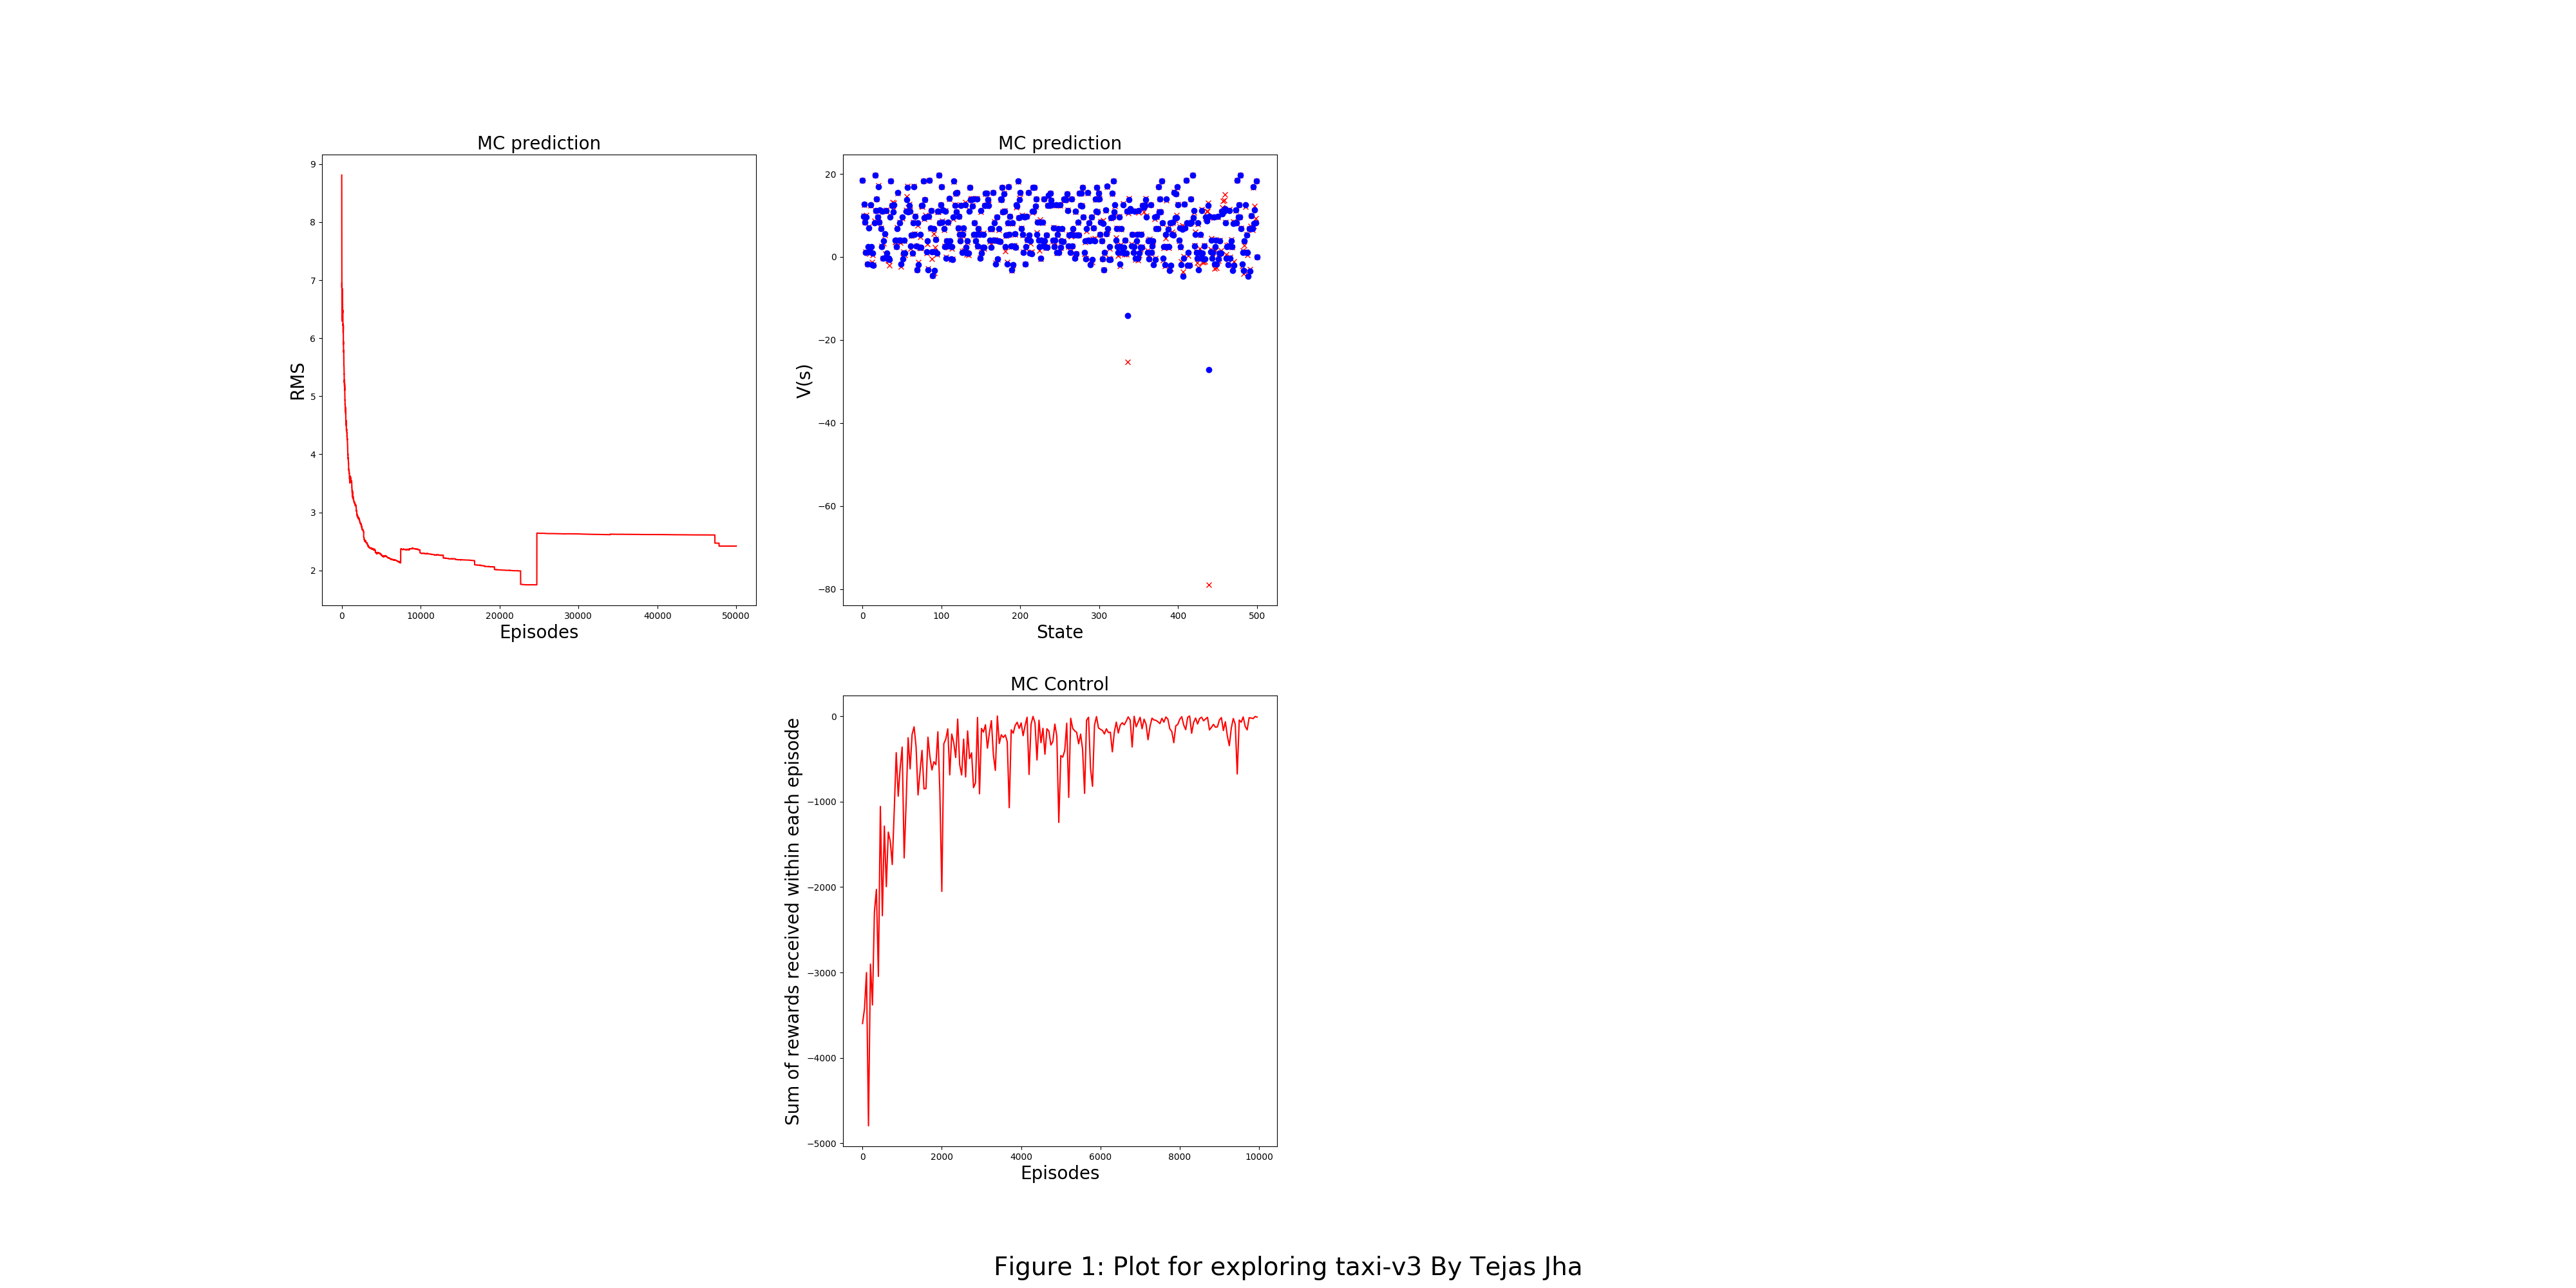 MC prediction
9
8
7
6
5
4
3
2
RMS
0 10000 20000 30000 40000 50000
Episodes
MC prediction
20
0
−20
−40
−60
−80
V(s)
0 100 200 300 400 500
State
MC Control
0
−1000
−2000
−3000
−4000
−5000
Sum of rewards received within each episode
0 2000 4000 6000 8000 10000
Episodes
Figure 1: Plot for exploring taxi-v3 By Tejas Jha